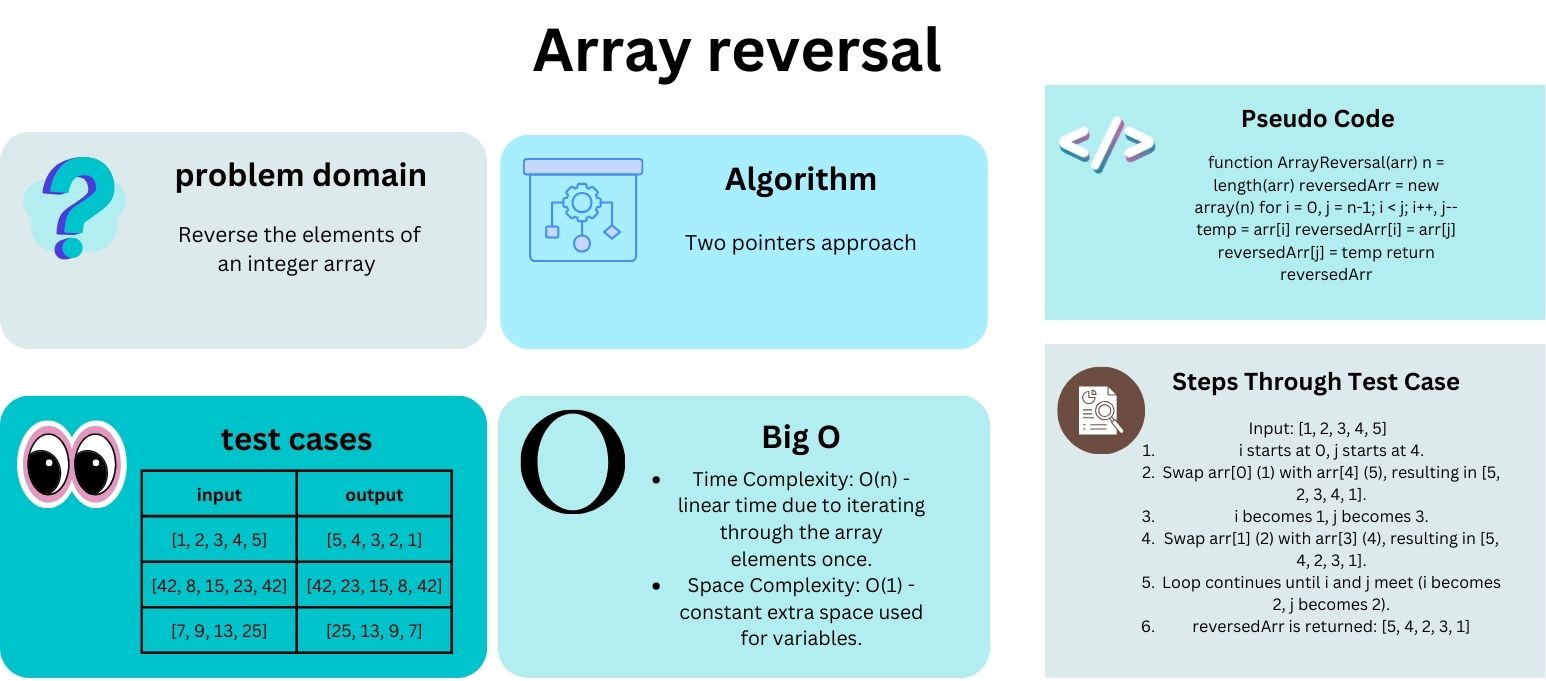 Array reversal
problem domain
Reverse the elements of
an integer array
Algorithm
Two pointers approach
Pseudo Code
function ArrayReversal(arr) n =
length(arr) reversedArr = new
array(n) for i = 0, j = n-1; i < j; i++, j--
temp = arr[i] reversedArr[i] = arr[j]
reversedArr[j] = temp return
reversedArr
test cases
input output
[1, 2, 3, 4, 5] [5, 4, 3, 2, 1]
[42, 8, 15, 23, 42] [42, 23, 15, 8, 42]
[7, 9, 13, 25] [25, 13, 9, 7]
O
Big O
• Time Complexity: O(n) -
linear time due to iterating
through the array
elements once.
• Space Complexity: O(1) -
constant extra space used
for variables.
Steps Through Test Case
Input: [1, 2, 3, 4, 5]
1. i starts at 0, j starts at 4.
2. Swap arr[0] (1) with arr[4] (5), resulting in [5,
2, 3, 4, 1].
3. i becomes 1, j becomes 3.
4. Swap arr[1] (2) with arr[3] (4), resulting in [5,
4, 2, 3, 1].
5. Loop continues until i and j meet (i becomes
2, j becomes 2).
6. reversedArr is returned: [5, 4, 2, 3, 1]